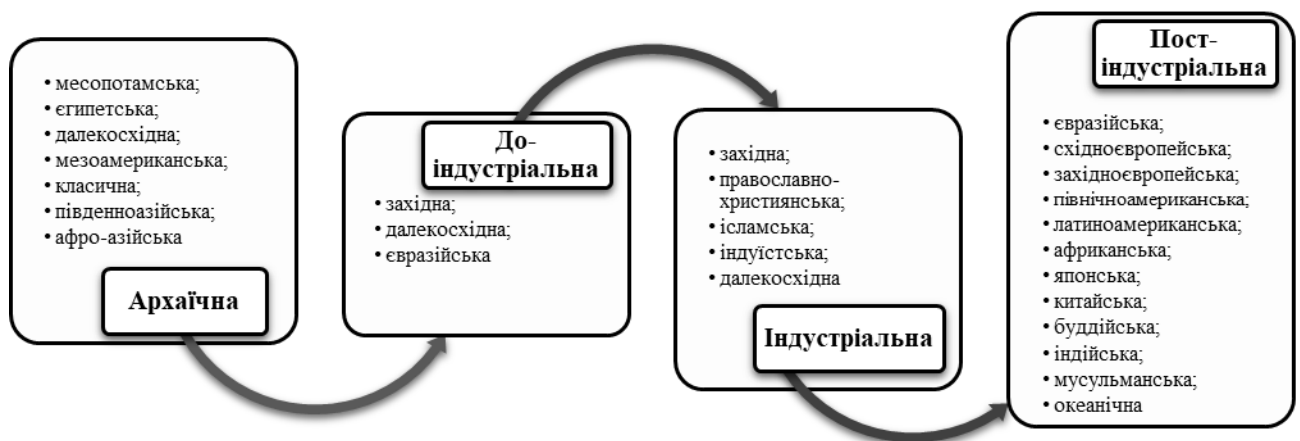 • месопотамська;
• єгипетська;
• далекосхідна;
• мезоамериканська;
• класична;
• південноазійська;
• афро-азійська
Архаїчна
До-
індустріальна
• західна;
• далекосхідна;
• євразійська
• західна;
• православно-
християнська;
• ісламська;
• індуїстська;
• далекосхідна
Індустріальна
Пост-
індустріальна
• євразійська;
• східноєвропейська;
• західноєвропейська;
• північноамериканська;
• латиноамериканська;
• африканська;
• японська;
• китайська;
• буддійська;
• індійська;
• мусульманська;
• океанічна